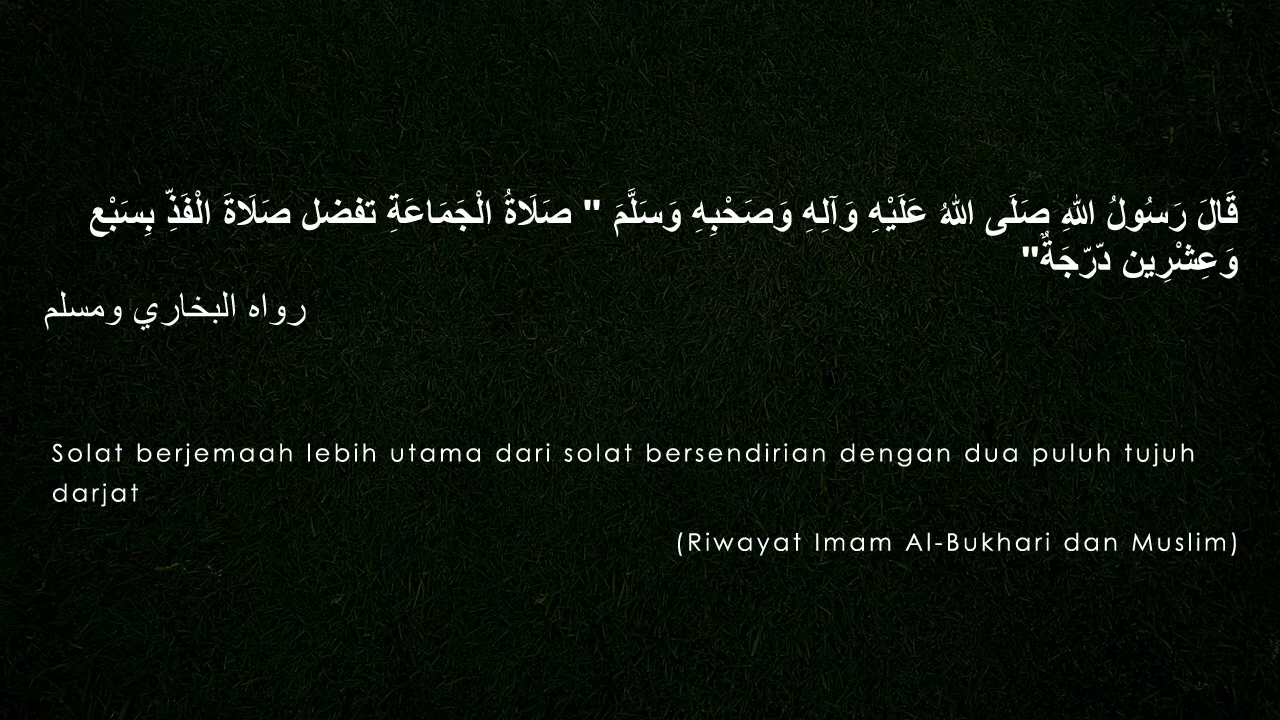 قَالَ رَسُولُ اللهِ صَلَى اللهُ عَلَيْهِ وَآلِهِ وَصَحْبِهِ وَسَلَّمَ " صَلَاةُ الْجَمَاعَةِ تفضل صَلَاةَ الْفَذِّ بِسَبْع
وَعِشْرِين دّرّجَةٌ"
رواه البخاري ومسلم
Solat berjemaah lebih utama dari solat bersendirian dengan dua puluh tujuh
darjat
(Riwayat Imam Al-Bukhari dan Muslim)